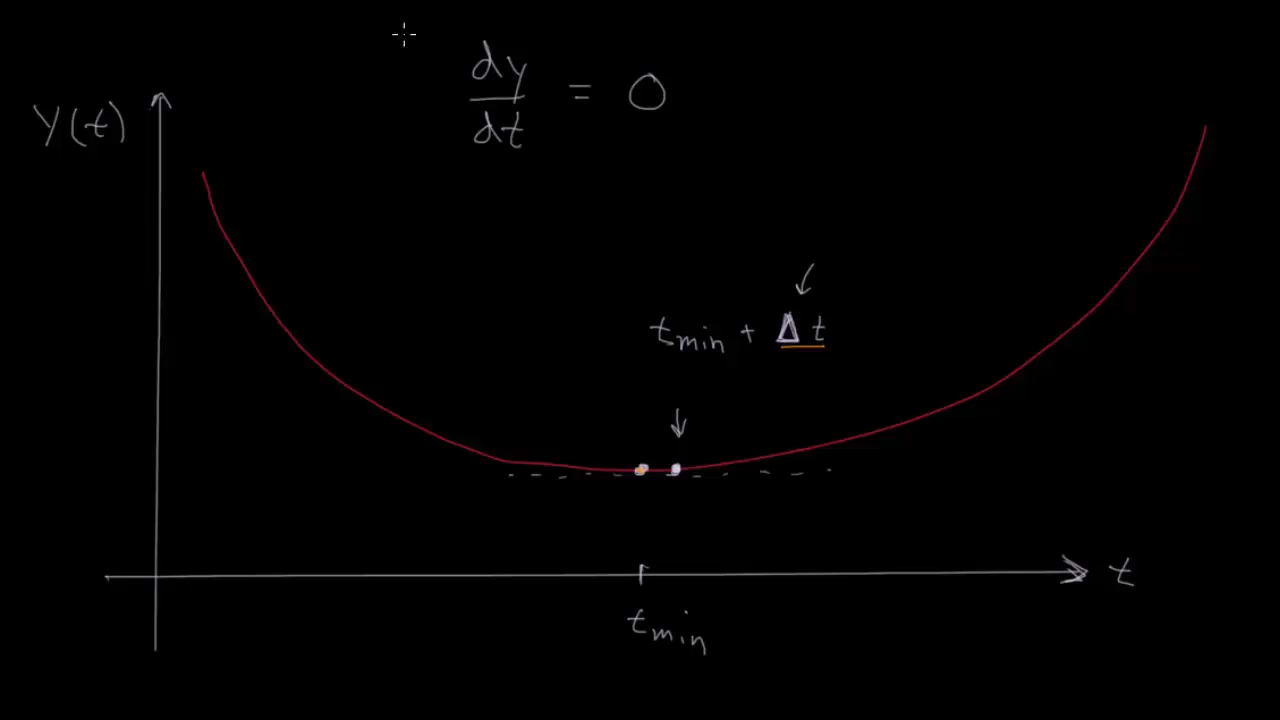 dy/dt = 0
Y(t)
t_min + Δt
t
t_min